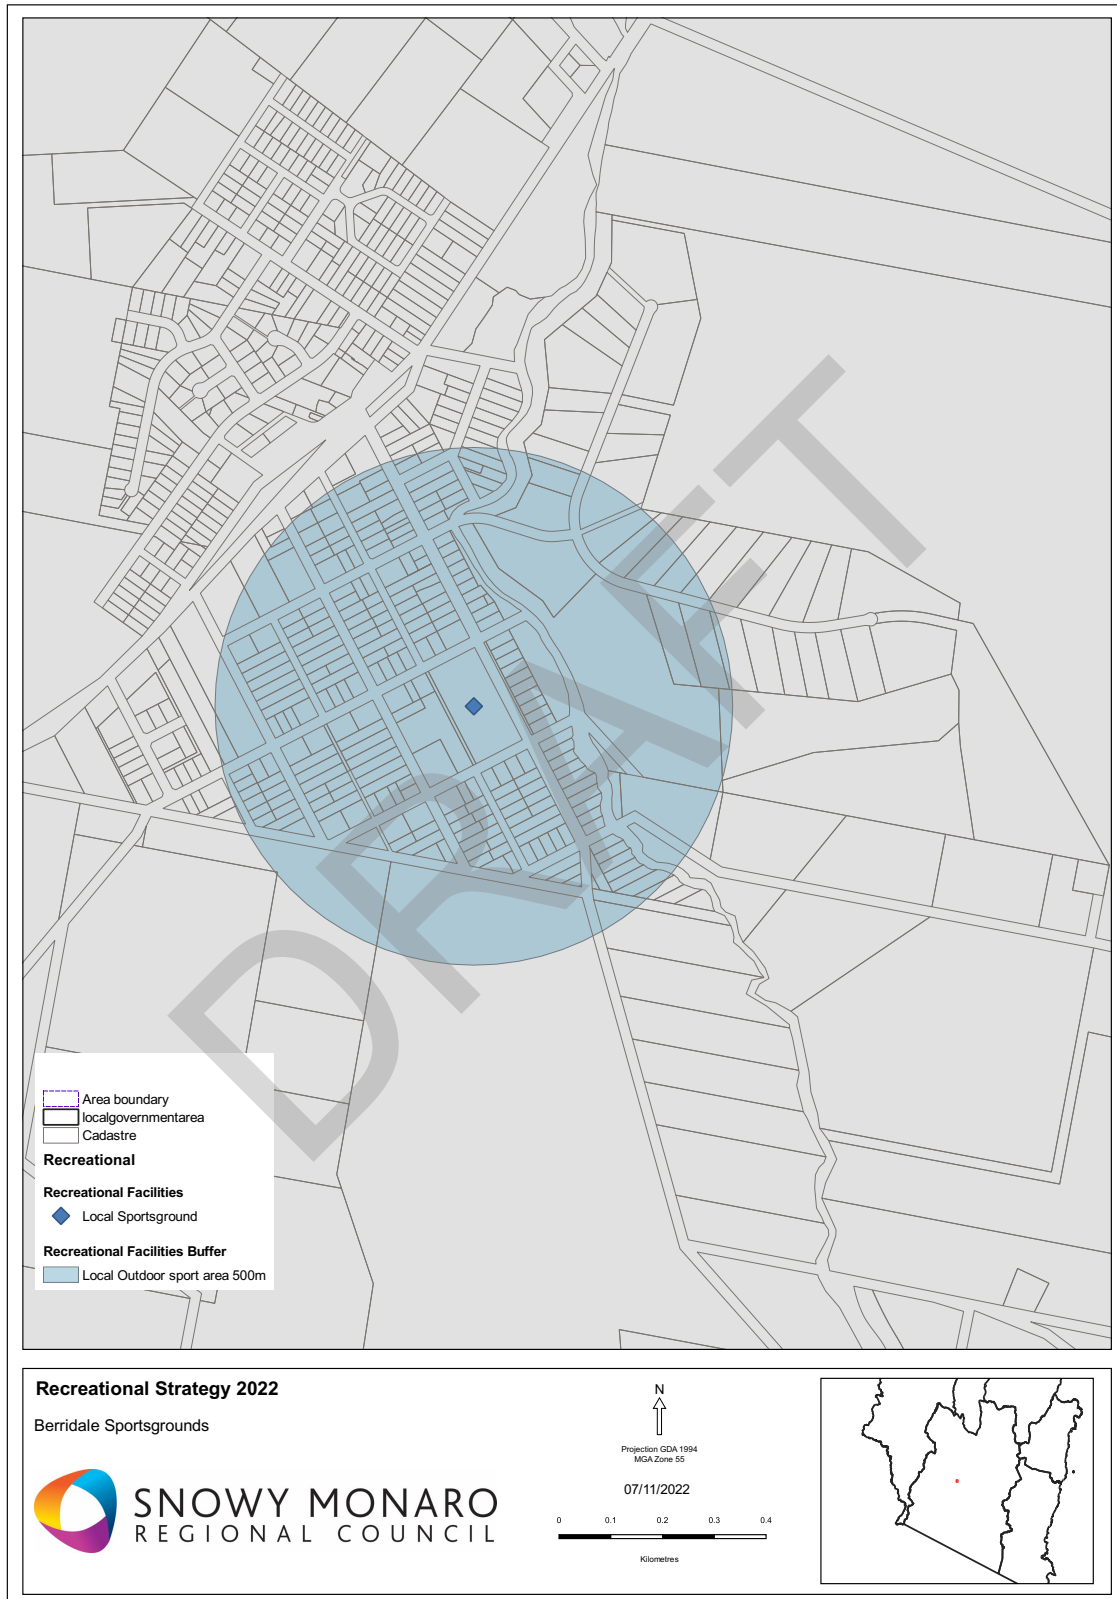 DRAFT
Area boundary
localgovernmentarea
Cadastre
Recreational
Recreational Facilities
Local Sportsground
Recreational Facilities Buffer
Local Outdoor sport area 500m
Recreational Strategy 2022
Berridale Sportsgrounds
SNOWY MONARO
REGIONAL COUNCIL
N
Projection GDA 1994
MGA Zone 55
07/11/2022
0 0.1 0.2 0.3 0.4
Kilometres